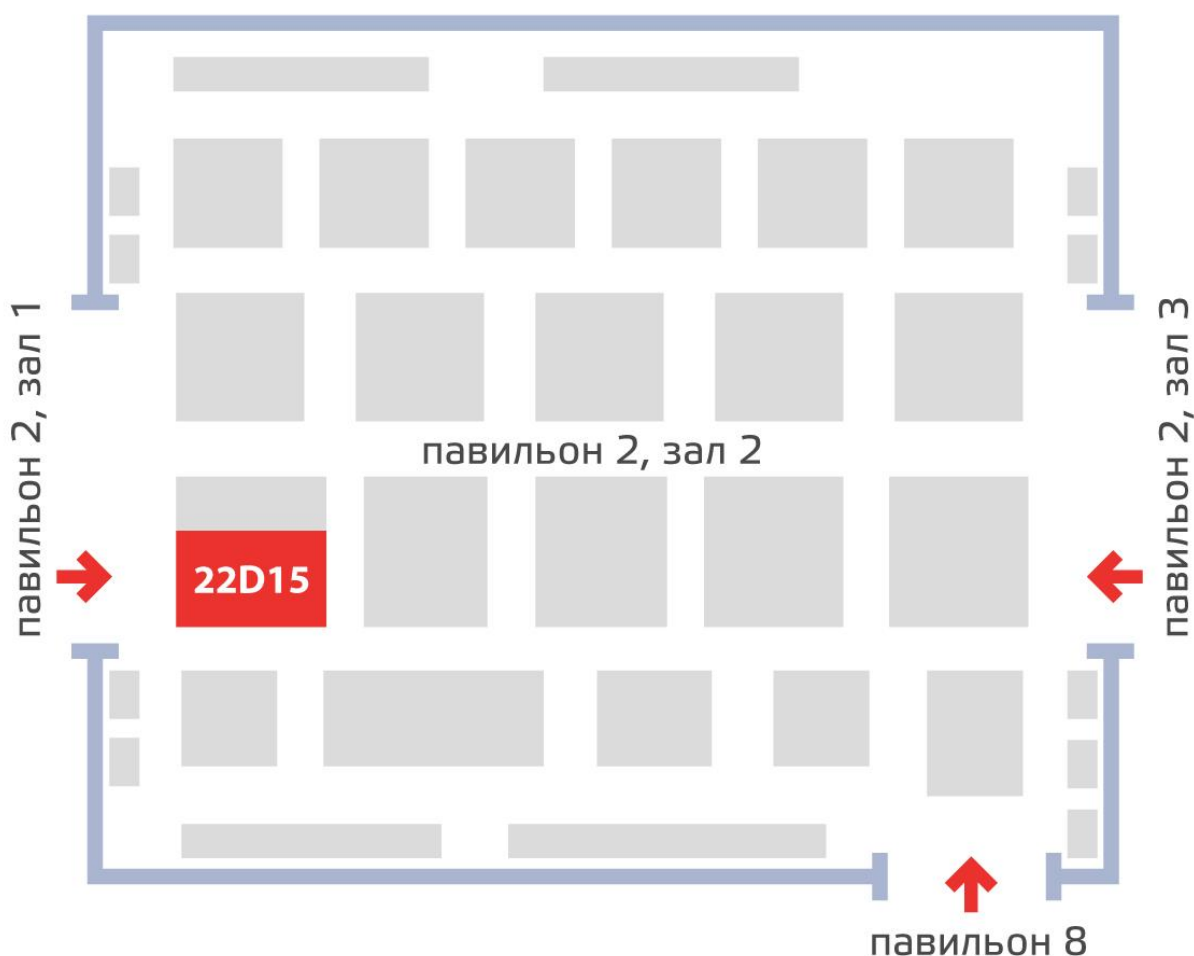 павильон 2, зал 1
павильон 2, зал 3
павильон 2, зал 2
22D15
павильон 8